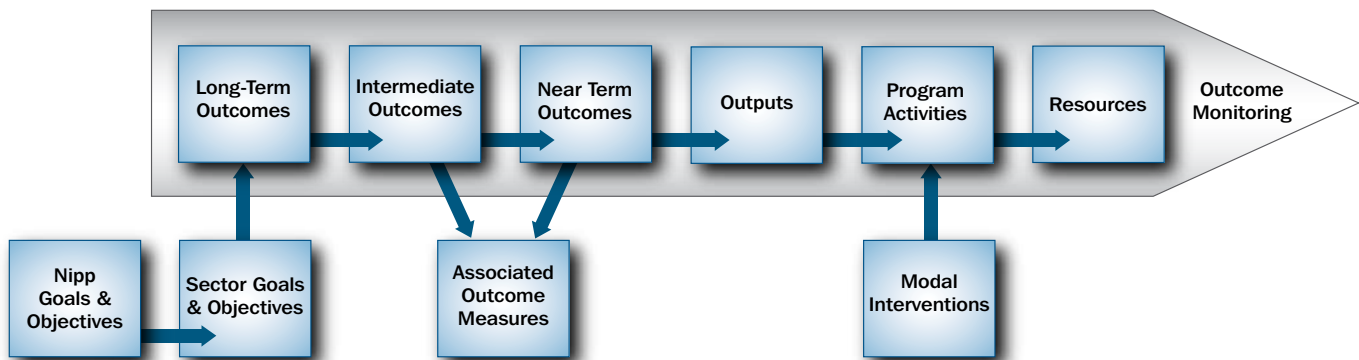 Long-Term
Outcomes
Intermediate
Outcomes
Near Term
Outcomes
Outputs
Program
Activities
Resources
Outcome
Monitoring
Nipp
Goals &
Objectives
Sector Goals
& Objectives
Associated
Outcome
Measures
Modal
Interventions